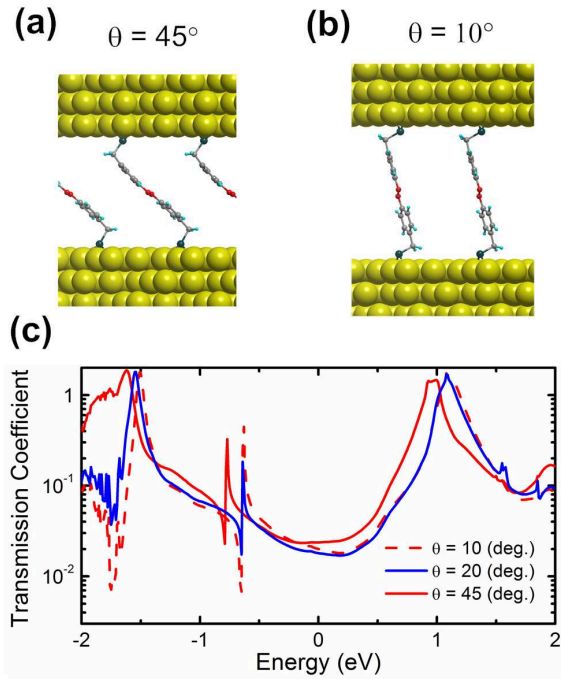 (a)
θ = 45°
(b)
θ = 10°
(c)
Transmission Coefficient
1
10⁻¹
10⁻²
θ = 10 (deg.)
θ = 20 (deg.)
θ = 45 (deg.)
-2 -1 0 1 2
Energy (eV)